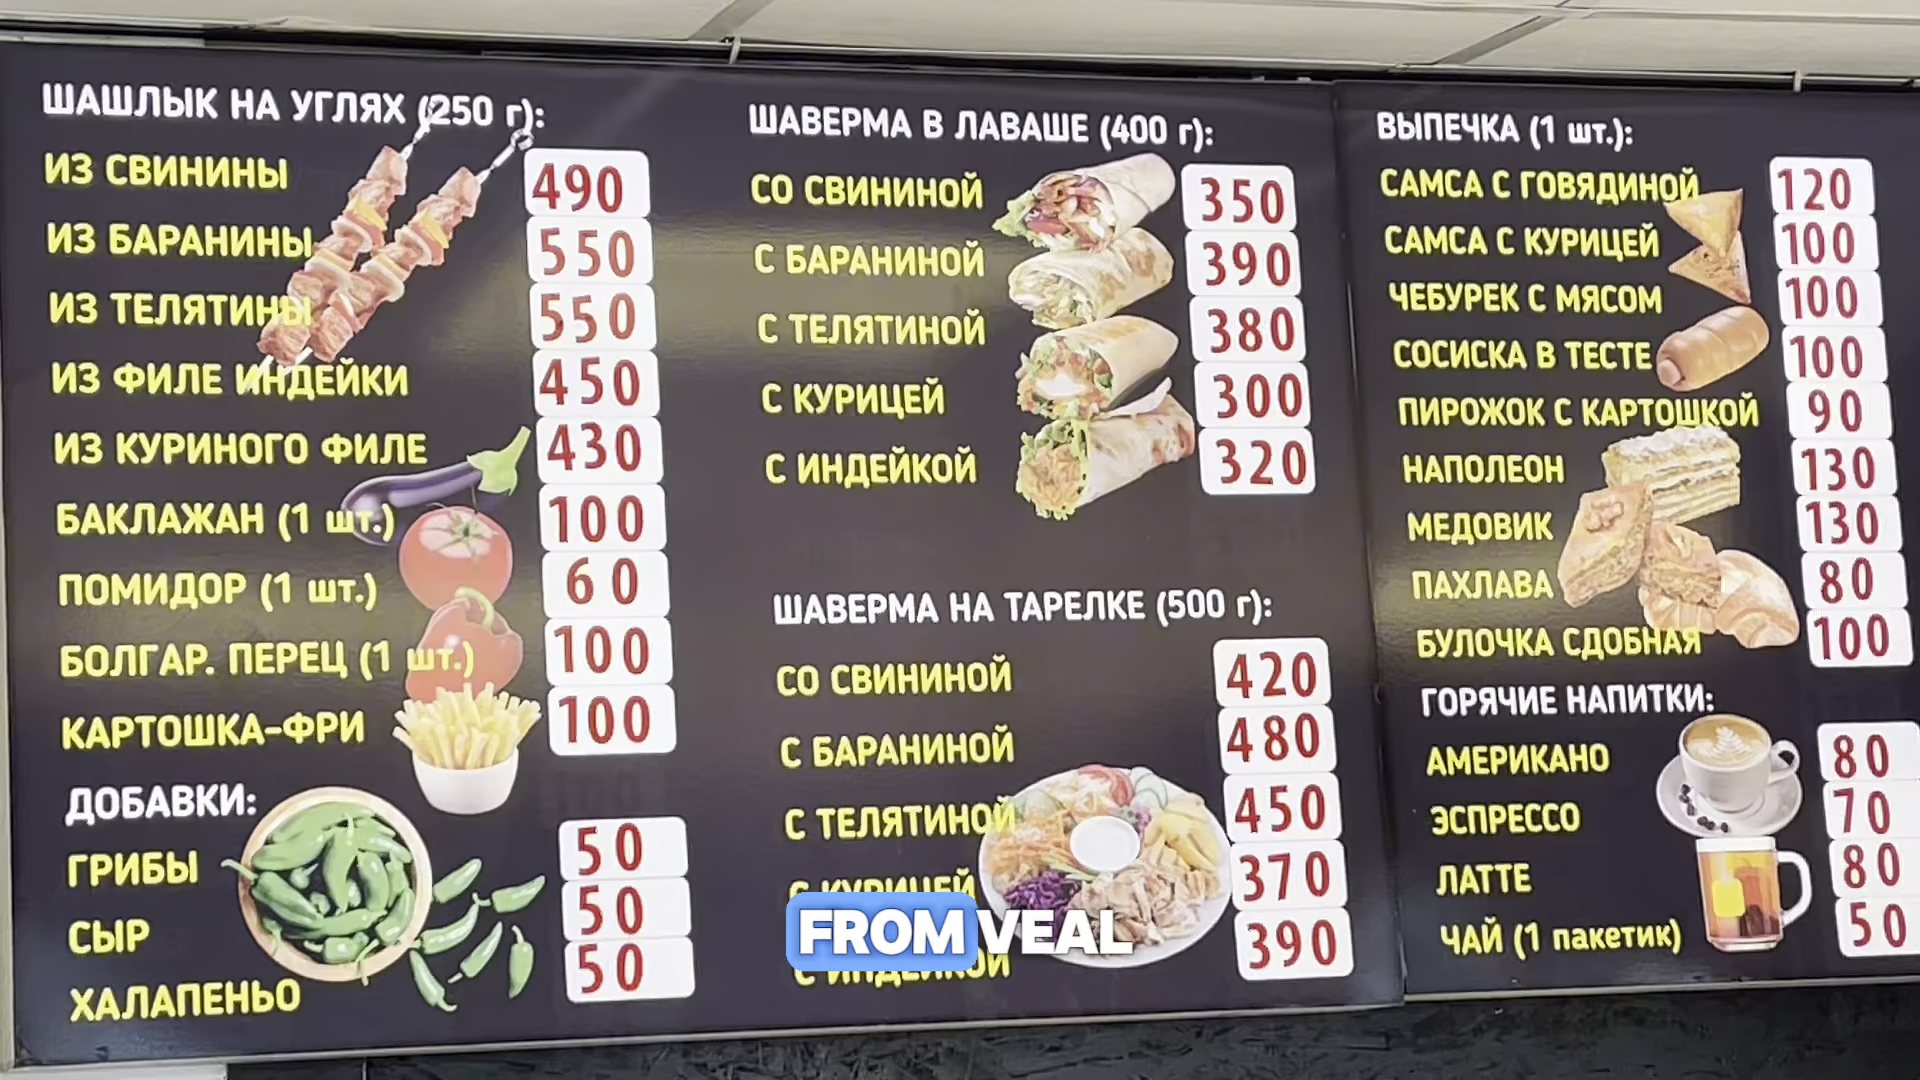 ШАШЛЫК НА УГЛЯХ (250 г):
ИЗ СВИНИНЫ 490
ИЗ БАРАНИНЫ 550
ИЗ ТЕЛЯТИНЫ 550
ИЗ ФИЛЕ ИНДЕЙКИ 450
ИЗ КУРИНОГО ФИЛЕ 430
БАКЛАЖАН (1 шт.) 100
ПОМИДОР (1 шт.) 60
БОЛГАР. ПЕРЕЦ (1 шт.) 100
КАРТОШКА-ФРИ 100
ДОБАВКИ:
ГРИБЫ 50
СЫР 50
ХАЛАПЕНЬО 50
ШАВЕРМА В ЛАВАШЕ (400 г):
СО СВИНИНОЙ 350
С БАРАНИНОЙ 390
С ТЕЛЯТИНОЙ 380
С КУРИЦЕЙ 300
С ИНДЕЙКОЙ 320
ШАВЕРМА НА ТАРЕЛКЕ (500 г):
СО СВИНИНОЙ 420
С БАРАНИНОЙ 480
С ТЕЛЯТИНОЙ 450
С КУРИЦЕЙ 370
С ИНДЕЙКОЙ 390
FROM VEAL
ВЫПЕЧКА (1 шт.):
САМСА С ГОВЯДИНОЙ 120
САМСА С КУРИЦЕЙ 100
ЧЕБУРЕК С МЯСОМ 100
СОСИСКА В ТЕСТЕ 100
ПИРОЖОК С КАРТОШКОЙ 90
НАПОЛЕОН 130
МЕДОВИК 130
ПАХЛАВА 80
БУЛОЧКА СДОБНАЯ 100
ГОРЯЧИЕ НАПИТКИ:
АМЕРИКАНО 80
ЭСПРЕССО 70
ЛАТТЕ 80
ЧАЙ (1 пакетик) 50